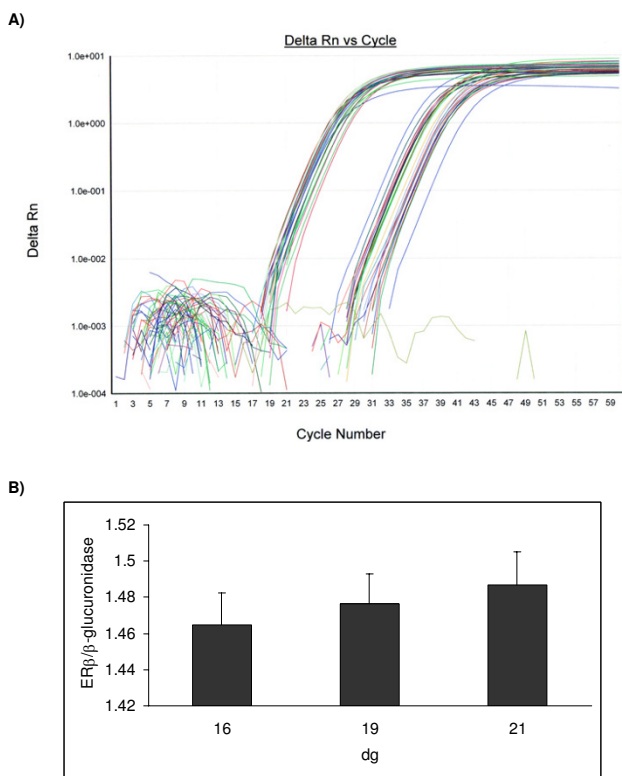 A)
Delta Rn vs Cycle
1.0e+001
1.0e+000
1.0e-001
1.0e-002
1.0e-003
1.0e-004
Delta Rn
1 3 5 7 9 11 13 15 17 19 21 23 25 27 29 31 33 35 37 39 41 43 45 47 49 51 53 55 57 59
Cycle Number
B)
ERβ/β-glucuronidase
1.52
1.5
1.48
1.46
1.44
1.42
16 19 21
dg